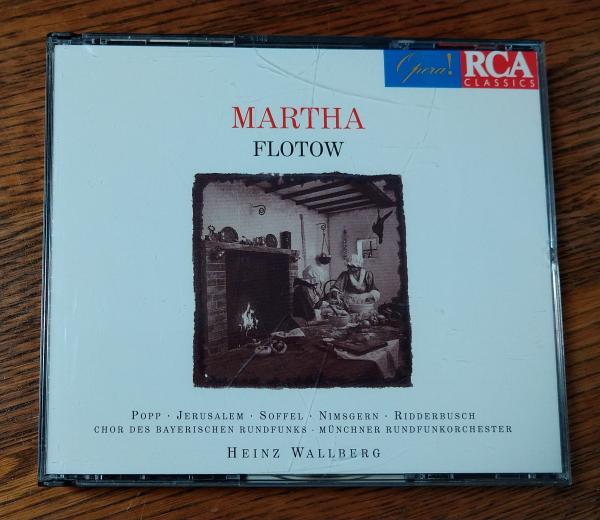 Opera!
RCA
CLASSICS
MARTHA
FLOTOW
POPP · JERUSALEM · SOFFEL · NIMSGERN · RIDDERBUSCH
CHOR DES BAYERISCHEN RUNDFUNKS · MÜNCHNER RUNDFUNKORCHESTER
HEINZ WALLBERG